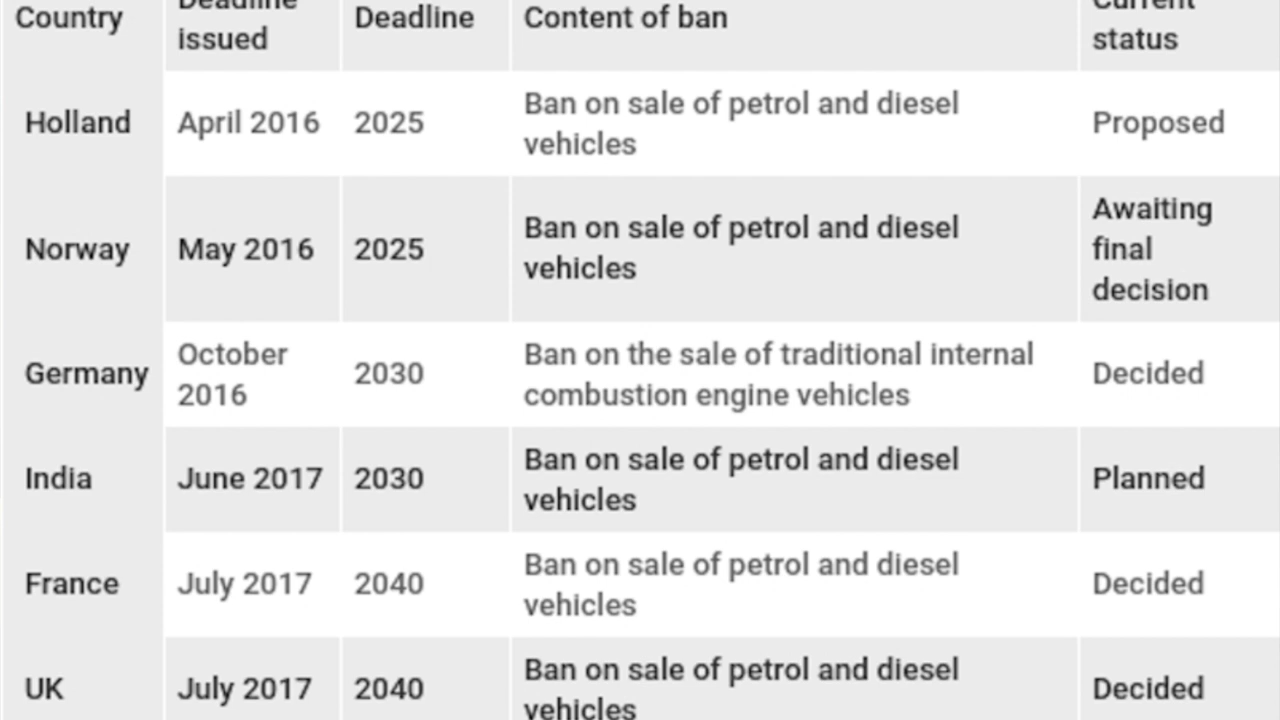 Country
Deadline
issued
Deadline
Content of ban
Current
status
Holland
April 2016
2025
Ban on sale of petrol and diesel
vehicles
Proposed
Norway
May 2016
2025
Ban on sale of petrol and diesel
vehicles
Awaiting
final
decision
Germany
October
2016
2030
Ban on the sale of traditional internal
combustion engine vehicles
Decided
India
June 2017
2030
Ban on sale of petrol and diesel
vehicles
Planned
France
July 2017
2040
Ban on sale of petrol and diesel
vehicles
Decided
UK
July 2017
2040
Ban on sale of petrol and diesel
vehicles
Decided